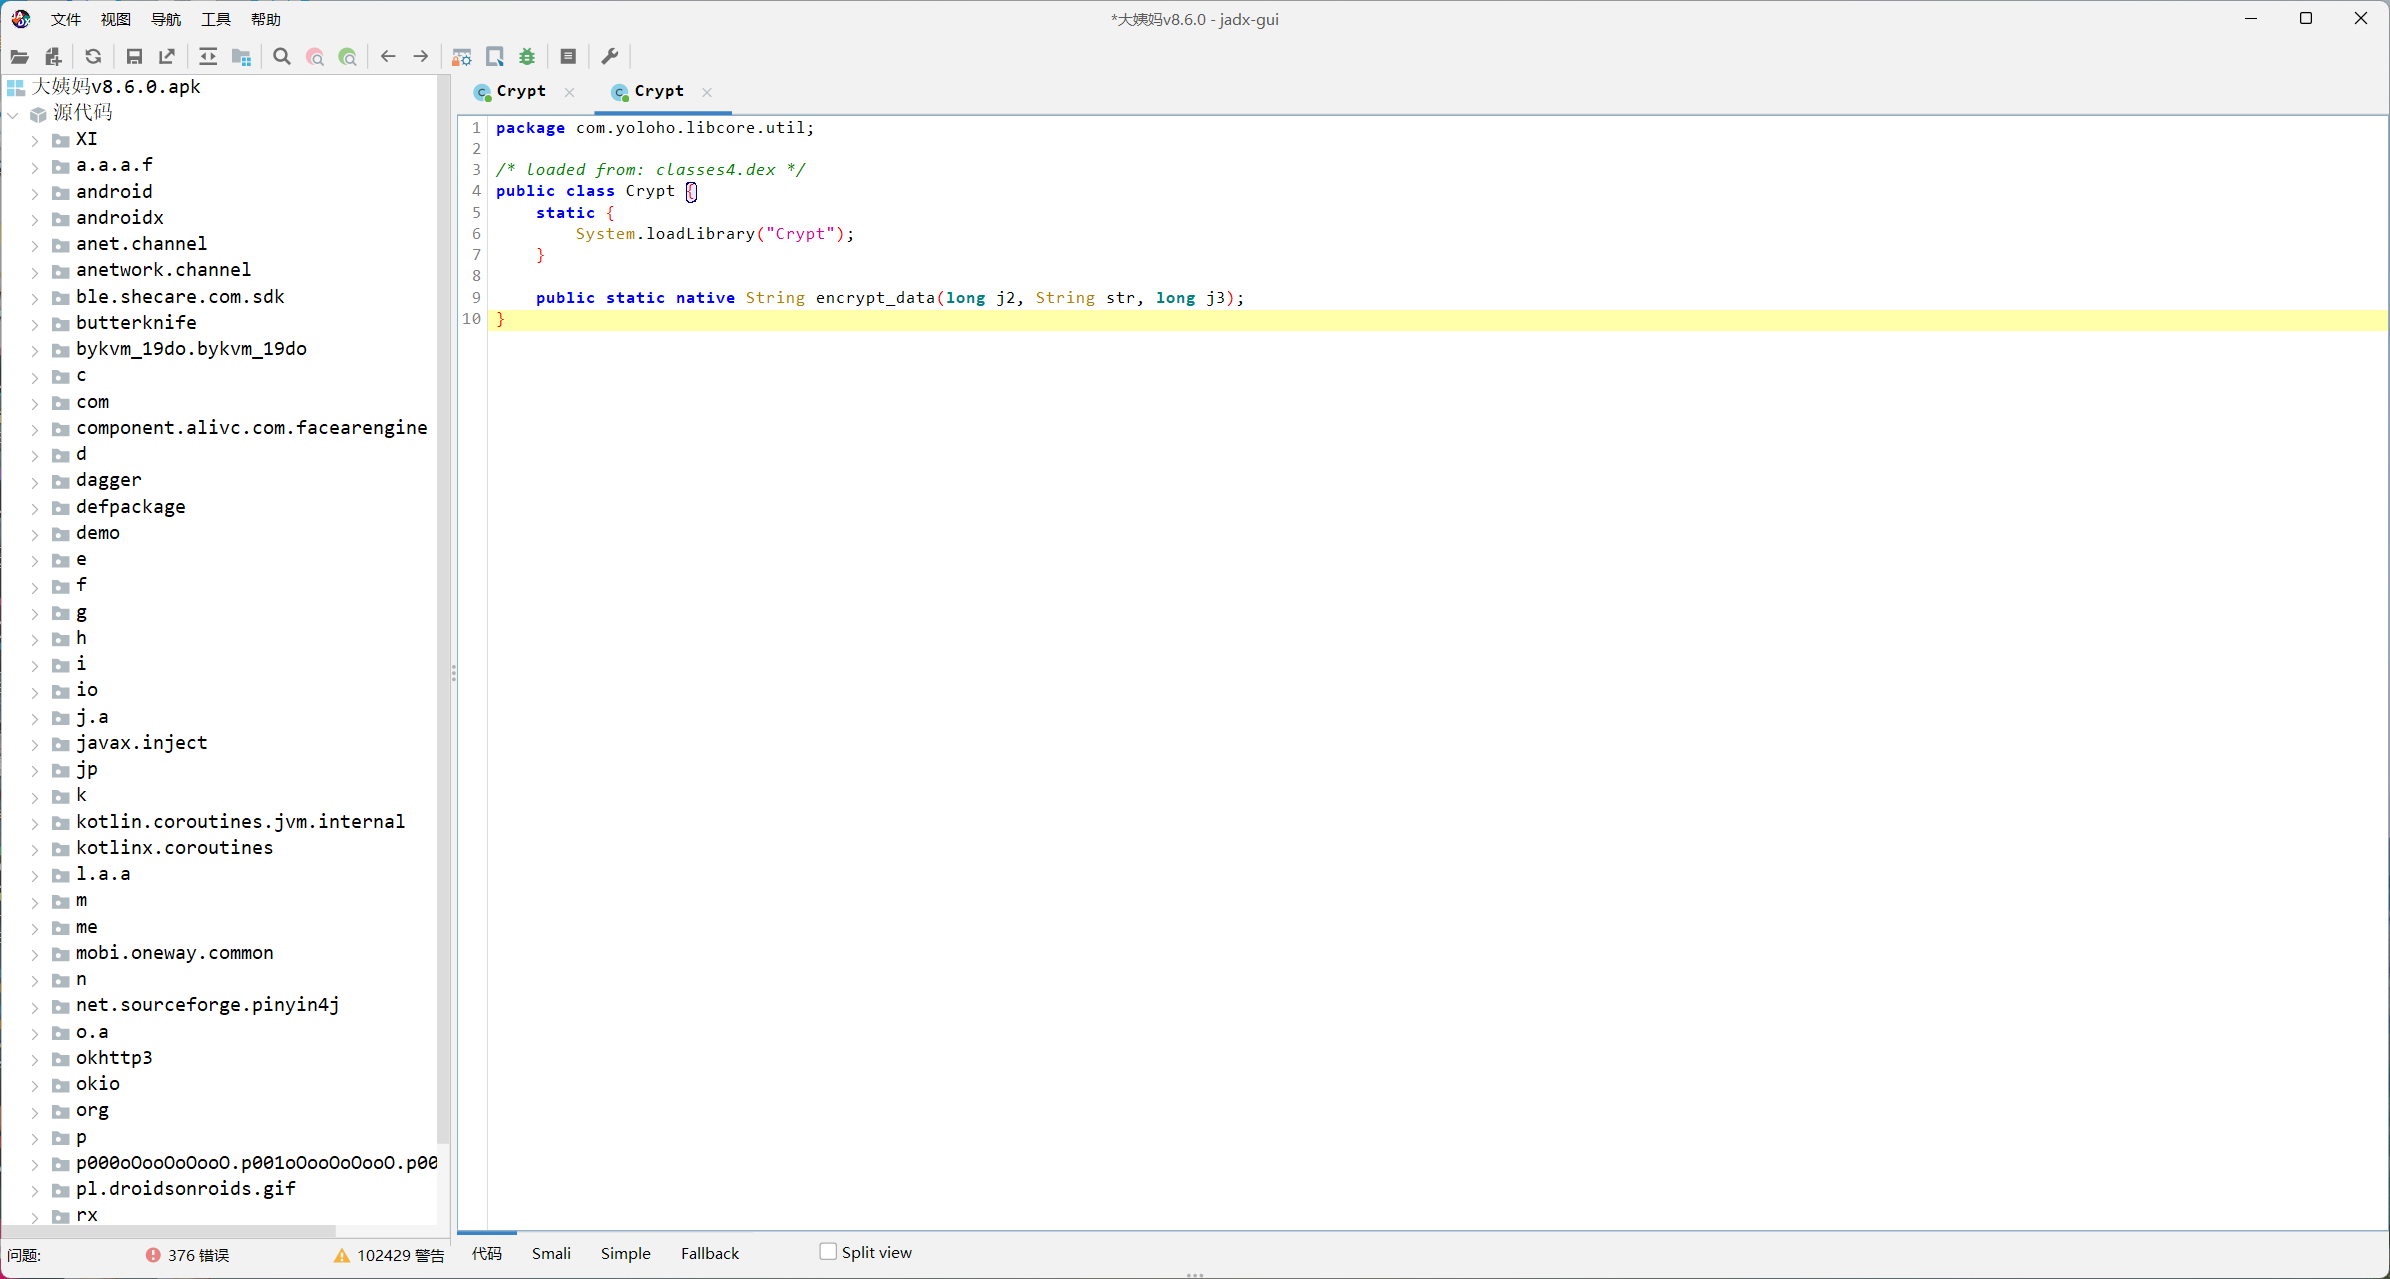 文件 视图 导航 工具 帮助
*大姨妈v8.6.0 - jadx-gui
大姨妈v8.6.0.apk
源代码
XI
a.a.a.f
android
androidx
anet.channel
anetwork.channel
ble.shecare.com.sdk
butterknife
bykvm_19do.bykvm_19do
c
com
component.alivc.com.facearengine
d
dagger
defpackage
demo
e
f
g
h
i
io
j.a
javax.inject
jp
k
kotlin.coroutines.jvm.internal
kotlinx.coroutines
l.a.a
m
me
mobi.oneway.common
n
net.sourceforge.pinyin4j
o.a
okhttp3
okio
org
p
p000oOooOoOooO.p001oOooOoOooO.p00
pl.droidsonroids.gif
rx
问题: 376 错误 102429 警告
Crypt Crypt
1 package com.yoloho.libcore.util;
2
3 /* loaded from: classes4.dex */
4 public class Crypt {
5 static {
6 System.loadLibrary("Crypt");
7 }
8
9 public static native String encrypt_data(long j2, String str, long j3);
10 }
代码 Smali Simple Fallback Split view